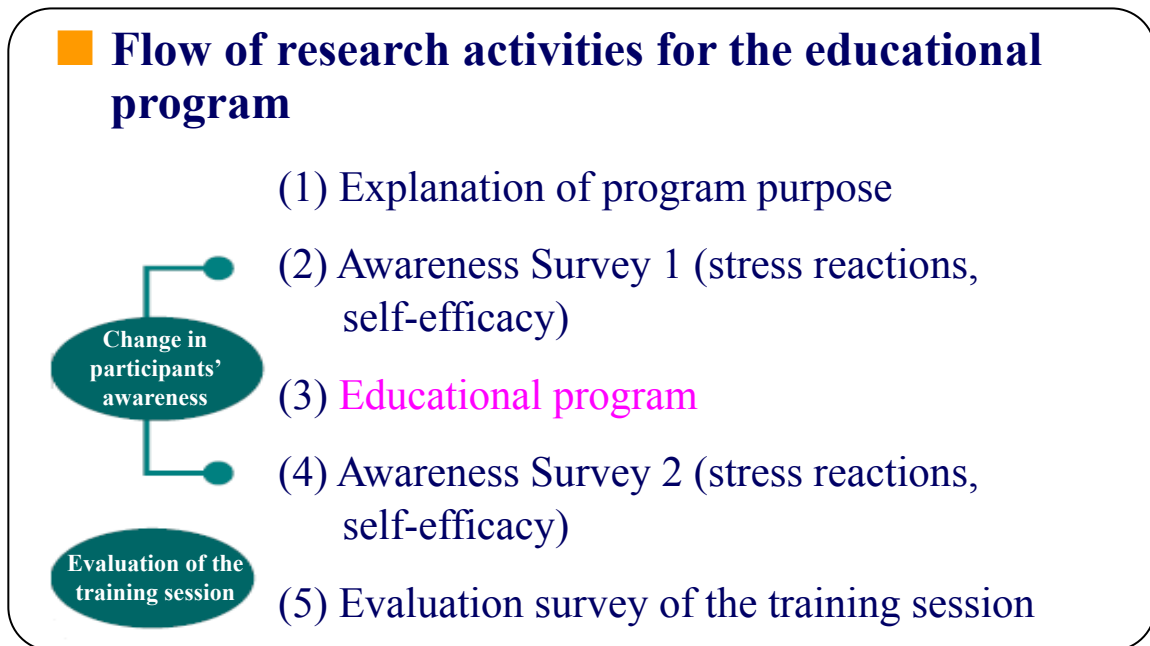 Flow of research activities for the educational
program
(1) Explanation of program purpose
(2) Awareness Survey 1 (stress reactions,
self-efficacy)
Change in
participants’
awareness
(3) Educational program
(4) Awareness Survey 2 (stress reactions,
self-efficacy)
Evaluation of the
training session
(5) Evaluation survey of the training session